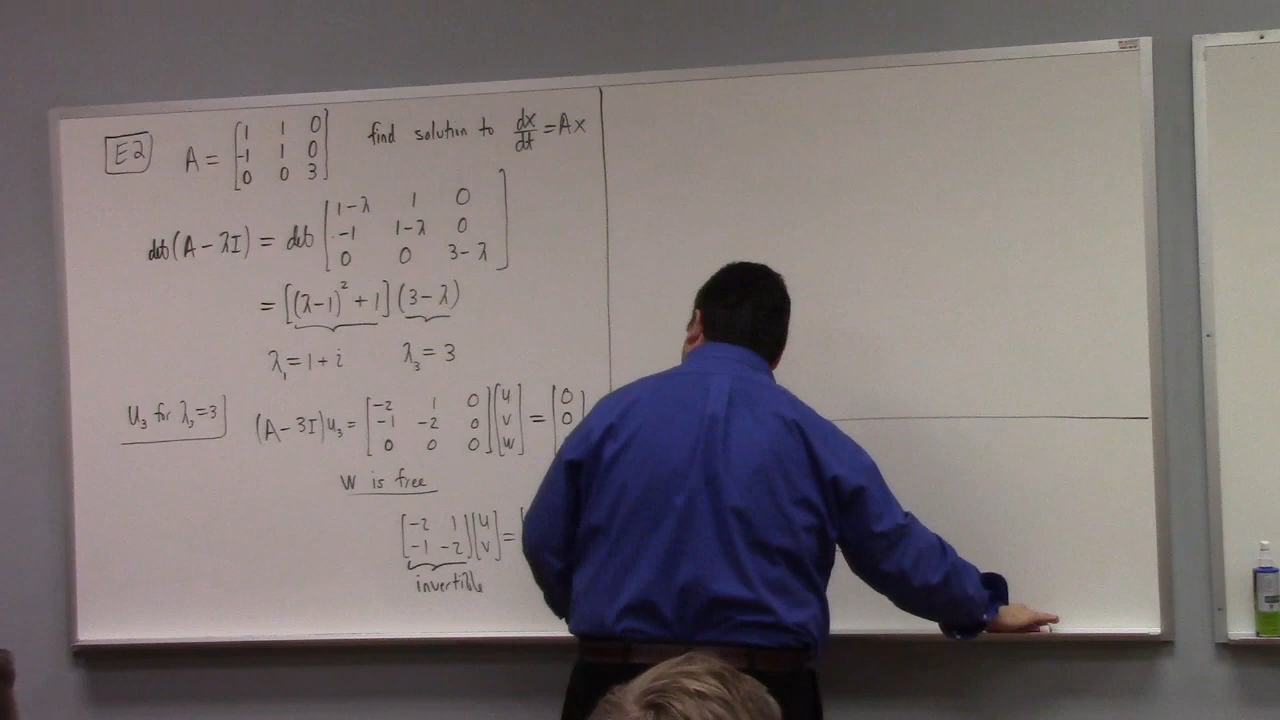 E2 A = [1 1 0; -1 1 0; 0 0 3] find solution to dx/dt = Ax
det(A - λI) = det [1-λ 1 0; -1 1-λ 0; 0 0 3-λ]
= [(λ-1)² + 1](3-λ)
λ₁ = 1 + i λ₃ = 3
u₃ for λ₃=3 (A-3I)u₃ = [-2 1 0; -1 -2 0; 0 0 0][u; v; w] = [0; 0
w is free
[-2 1; -1 -2][u; v] = [
invertible